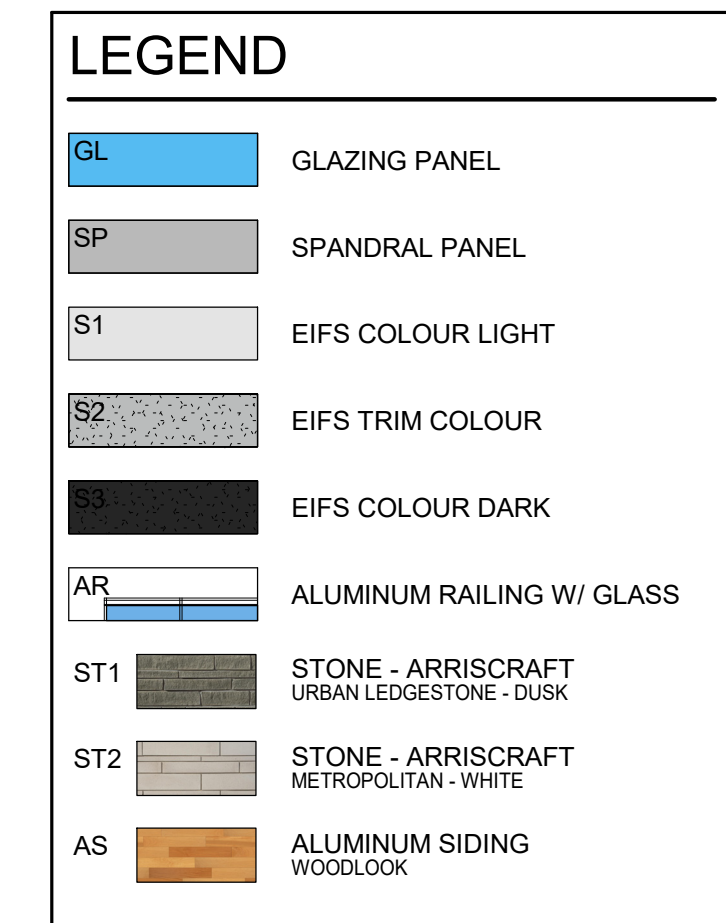 LEGEND
GL GLAZING PANEL
SP SPANDRAL PANEL
S1 EIFS COLOUR LIGHT
S2 EIFS TRIM COLOUR
S3 EIFS COLOUR DARK
AR ALUMINUM RAILING W/ GLASS
ST1 STONE - ARRISCRAFT
URBAN LEDGESTONE - DUSK
ST2 STONE - ARRISCRAFT
METROPOLITAN - WHITE
AS ALUMINUM SIDING
WOODLOOK